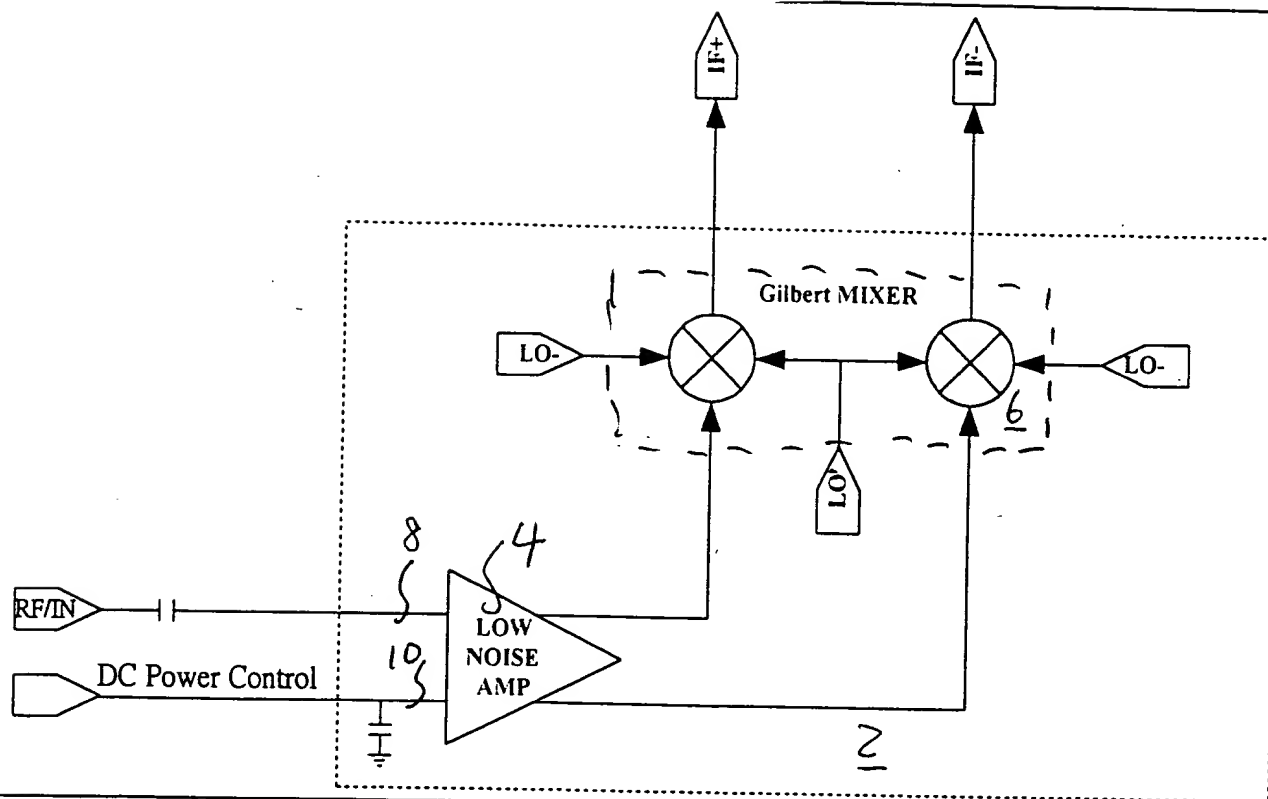 IF+
IF-
Gilbert MIXER
LO-
LO-
6
LO'
8
4
RF/IN
LOW
NOISE
AMP
10
DC Power Control
2